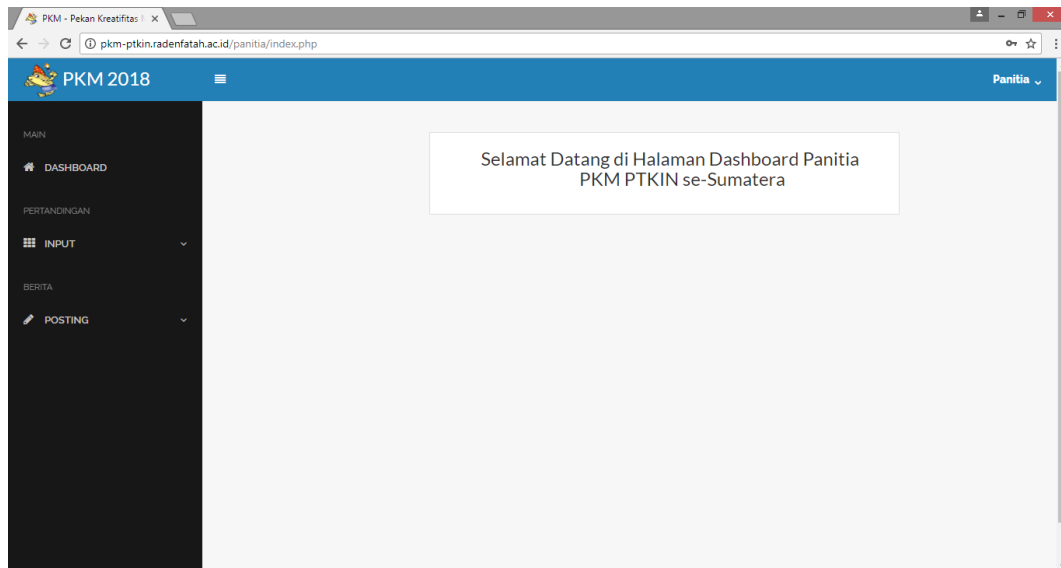 PKM - Pekan Kreatifitas
pkm-ptkin.radenfatah.ac.id/panitia/index.php
PKM 2018
Panitia
MAIN
DASHBOARD
PERTANDINGAN
INPUT
BERITA
POSTING
Selamat Datang di Halaman Dashboard Panitia
PKM PTKIN se-Sumatera